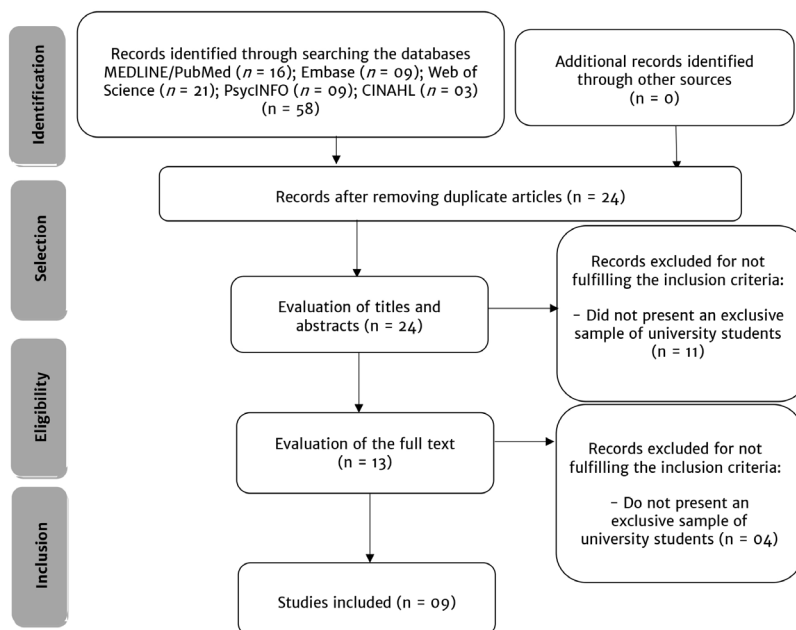 Identification
Records identified through searching the databases
MEDLINE/PubMed (n = 16); Embase (n = 09); Web of
Science (n = 21); PsycINFO (n = 09); CINAHL (n = 03)
(n = 58)
Additional records identified
through other sources
(n = 0)
Records after removing duplicate articles (n = 24)
Selection
Evaluation of titles and
abstracts (n = 24)
Records excluded for not
fulfilling the inclusion criteria:
- Did not present an exclusive
sample of university students
(n = 11)
Eligibility
Evaluation of the full text
(n = 13)
Records excluded for not
fulfilling the inclusion criteria:
- Do not present an
exclusive sample of
university students (n = 04)
Inclusion
Studies included (n = 09)